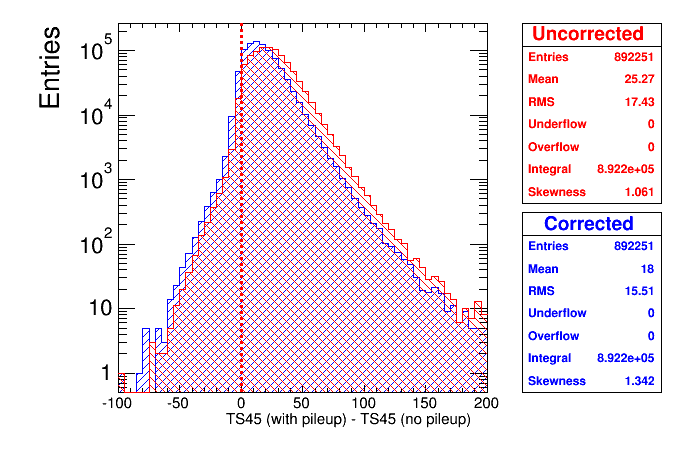 Entries
10^5
10^4
10^3
10^2
10
1
-100 -50 0 50 100 150 200
TS45 (with pileup) - TS45 (no pileup)
Uncorrected
Entries 892251
Mean 25.27
RMS 17.43
Underflow 0
Overflow 0
Integral 8.922e+05
Skewness 1.061
Corrected
Entries 892251
Mean 18
RMS 15.51
Underflow 0
Overflow 0
Integral 8.922e+05
Skewness 1.342